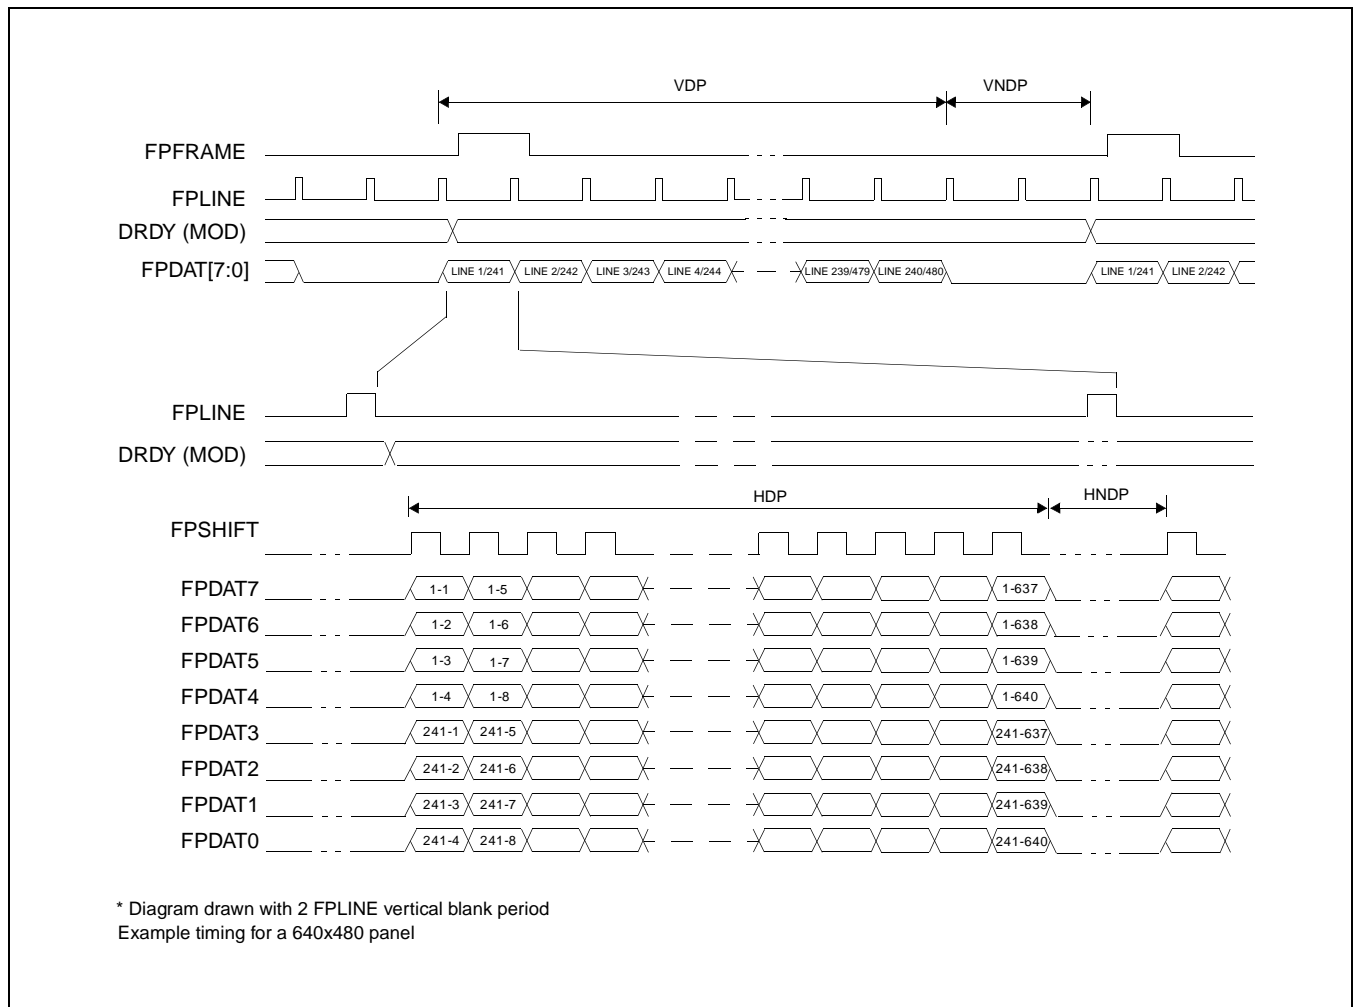 VDP VNDP
FPFRAME
FPLINE
DRDY (MOD)
FPDAT[7:0] LINE 1/241 LINE 2/242 LINE 3/243 LINE 4/244 LINE 239/479 LINE 240/480 LINE 1/241 LINE 2/242
FPLINE
DRDY (MOD)
HDP HNDP
FPSHIFT
FPDAT7 1-1 1-5 1-637
FPDAT6 1-2 1-6 1-638
FPDAT5 1-3 1-7 1-639
FPDAT4 1-4 1-8 1-640
FPDAT3 241-1 241-5 241-637
FPDAT2 241-2 241-6 241-638
FPDAT1 241-3 241-7 241-639
FPDAT0 241-4 241-8 241-640
* Diagram drawn with 2 FPLINE vertical blank period
Example timing for a 640x480 panel